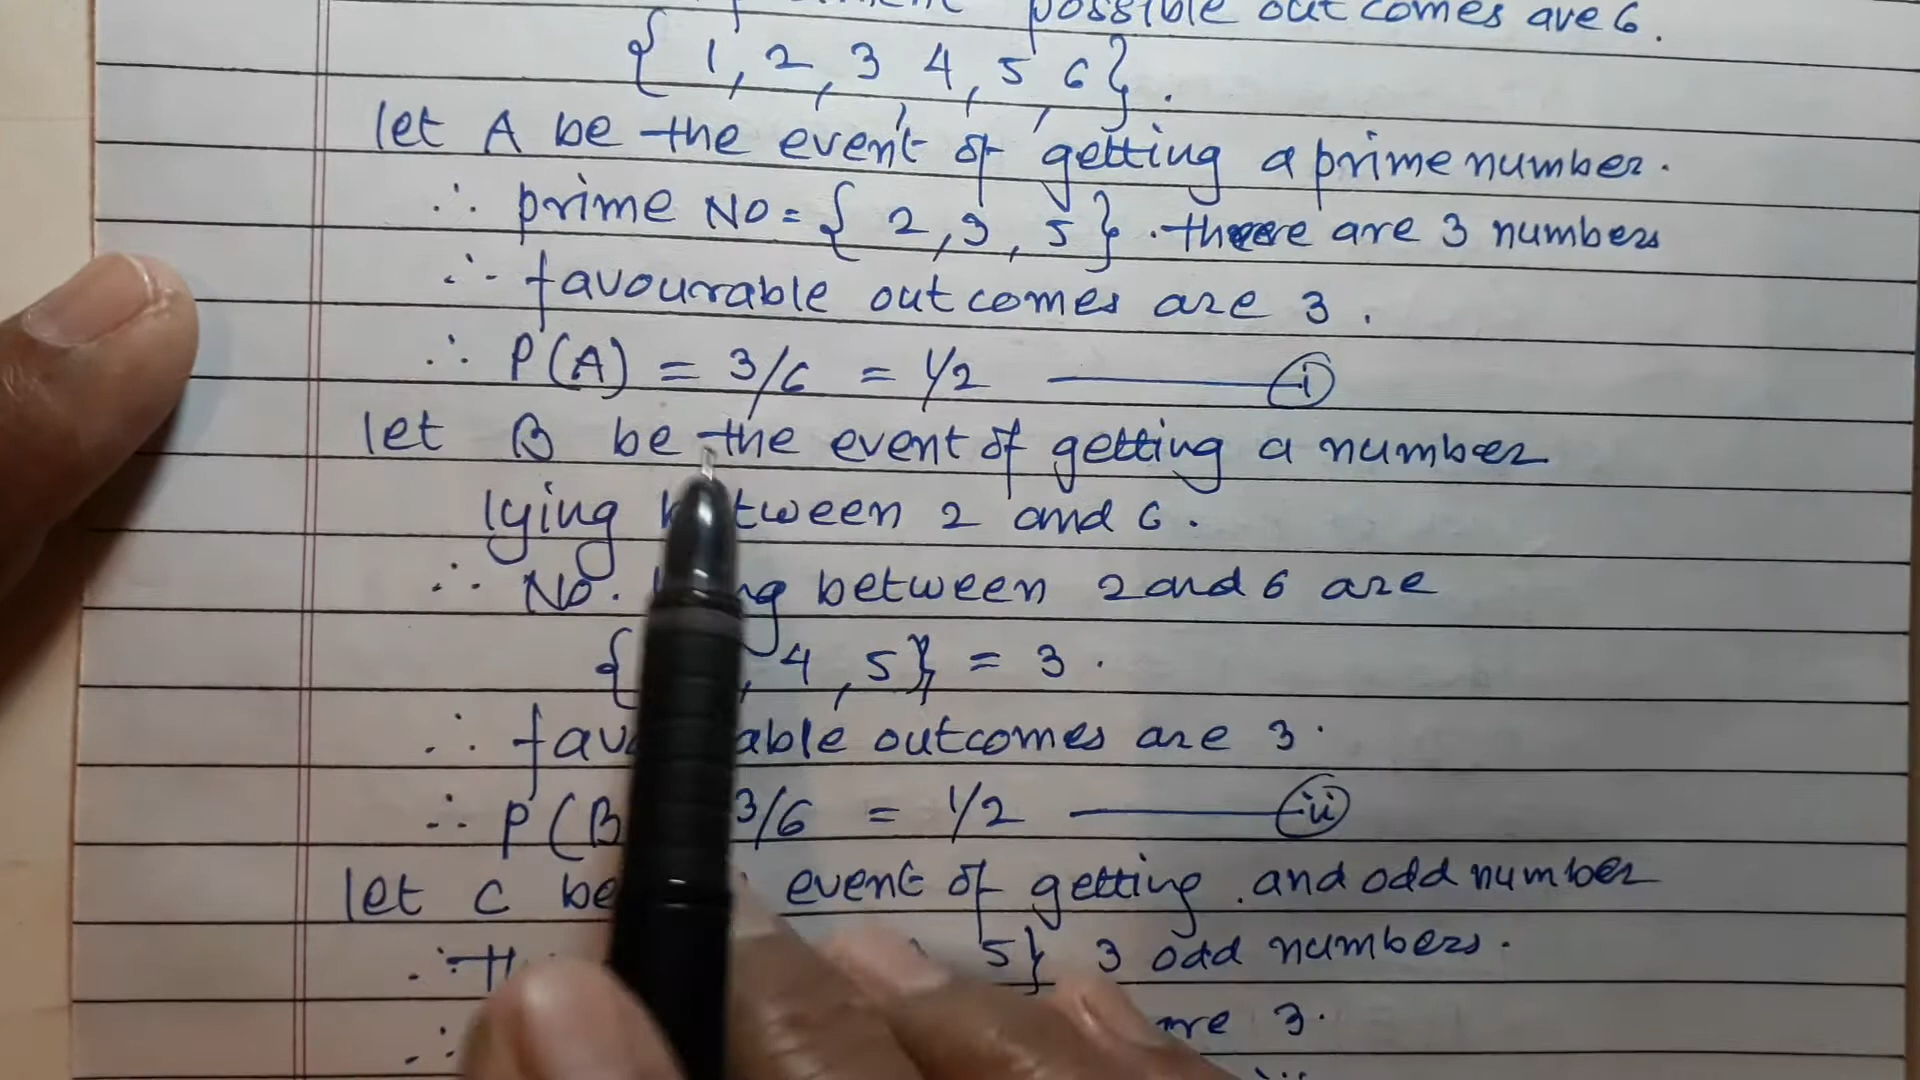 possible outcomes are 6.
{ 1, 2, 3, 4, 5, 6}.
let A be the event of getting a prime number.
∴ prime NO = { 2, 3, 5} . there are 3 numbers
∴ favourable outcomes are 3 .
∴ P(A) = 3/6 = 1/2 (i)
let B be the event of getting a number
lying between 2 and 6 .
∴ No. between 2 and 6 are
{ , 4 , 5} = 3 .
∴ outcomes are 3 .
∴ P(B 3/6 = 1/2 (ii)
let C be event of getting . and odd number
∴ 5} 3 odd numbers .
∴ are 3 .